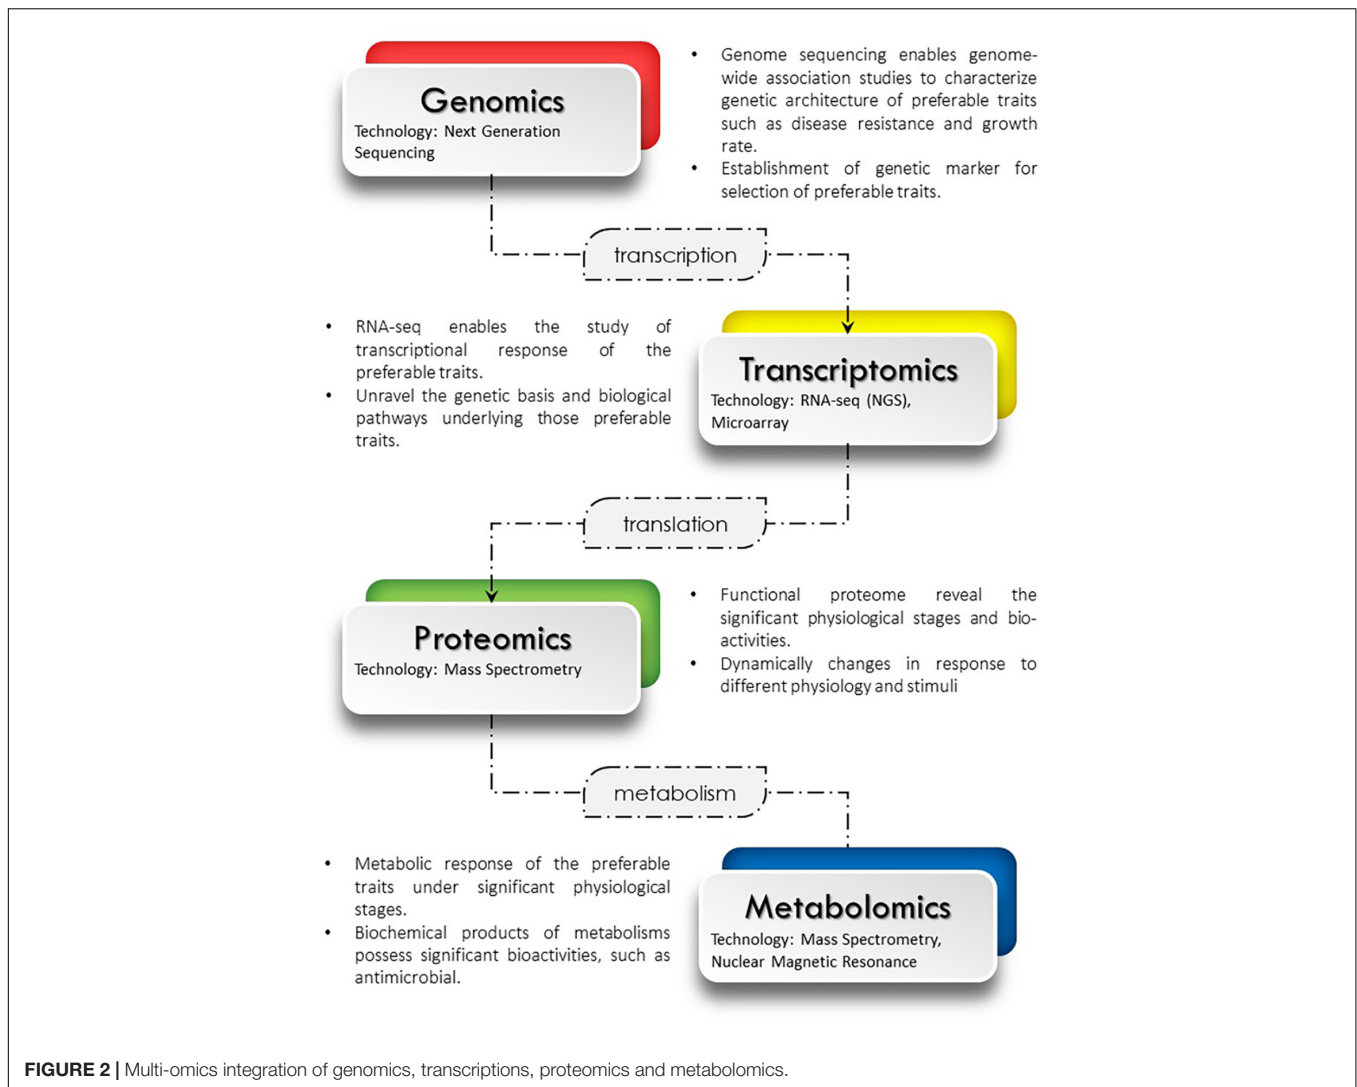 Genomics
Technology: Next Generation
Sequencing
• Genome sequencing enables genome-
wide association studies to characterize
genetic architecture of preferable traits
such as disease resistance and growth
rate.
• Establishment of genetic marker for
selection of preferable traits.
transcription
• RNA-seq enables the study of
transcriptional response of the
preferable traits.
• Unravel the genetic basis and biological
pathways underlying those preferable
traits.
Transcriptomics
Technology: RNA-seq (NGS),
Microarray
translation
Proteomics
Technology: Mass Spectrometry
• Functional proteome reveal the
significant physiological stages and bio-
activities.
• Dynamically changes in response to
different physiology and stimuli
metabolism
• Metabolic response of the preferable
traits under significant physiological
stages.
• Biochemical products of metabolisms
possess significant bioactivities, such as
antimicrobial.
Metabolomics
Technology: Mass Spectrometry,
Nuclear Magnetic Resonance
FIGURE 2 | Multi-omics integration of genomics, transcriptions, proteomics and metabolomics.